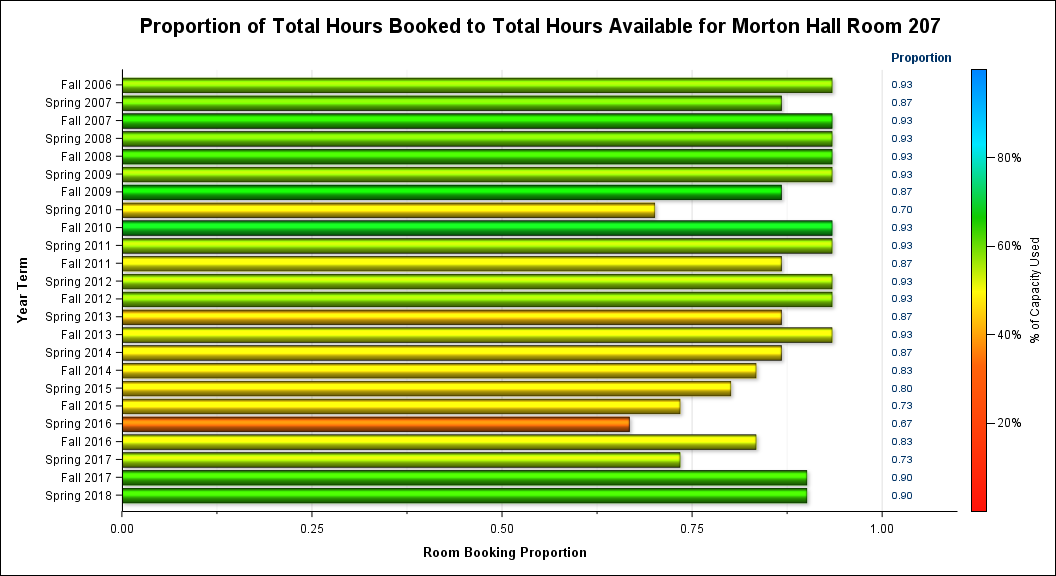 Proportion of Total Hours Booked to Total Hours Available for Morton Hall Room 207
Proportion
Fall 2006 0.93
Spring 2007 0.87
Fall 2007 0.93
Spring 2008 0.93
Fall 2008 0.93
Spring 2009 0.93
Fall 2009 0.87
Spring 2010 0.70
Fall 2010 0.93
Spring 2011 0.93
Fall 2011 0.87
Spring 2012 0.93
Fall 2012 0.93
Spring 2013 0.87
Fall 2013 0.93
Spring 2014 0.87
Fall 2014 0.83
Spring 2015 0.80
Fall 2015 0.73
Spring 2016 0.67
Fall 2016 0.83
Spring 2017 0.73
Fall 2017 0.90
Spring 2018 0.90
Year Term
0.00 0.25 0.50 0.75 1.00
Room Booking Proportion
80%
60%
40%
20%
% of Capacity Used